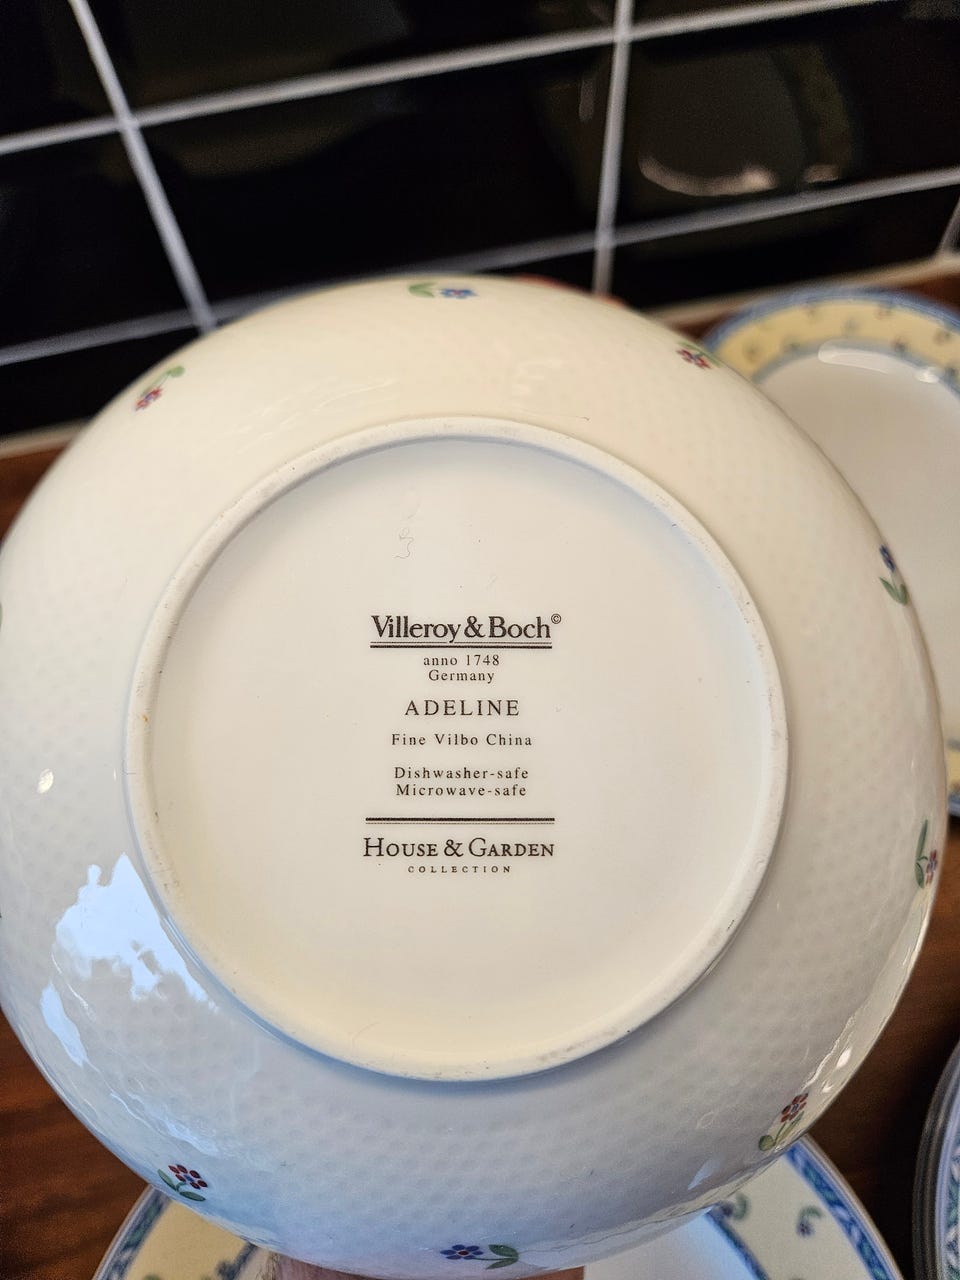 Villeroy & Boch©
anno 1748
Germany
ADELINE
Fine Vilbo China
Dishwasher-safe
Microwave-safe
HOUSE & GARDEN
COLLECTION